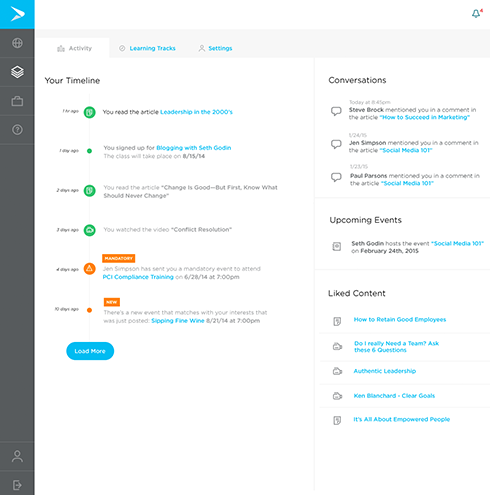 4
Activity
Learning Tracks
Settings
Your Timeline
1 hr ago
You read the article Leadership in the 2000's
1 day ago
You signed up for Blogging with Seth Godin
The class will take place on 8/15/14
2 days ago
You read the article "Change Is Good—But First, Know What
Should Never Change"
3 days ago
You watched the video "Conflict Resolution"
MANDATORY
4 days ago
Jen Simpson has sent you a mandatory event to attend
PCI Compliance Training on 6/28/14 at 7:00pm
NEW
10 days ago
There's a new event that matches with your interests that
was just posted: Sipping Fine Wine 8/21/14 at 7:00pm
Load More
Conversations
Today at 8:45pm
Steve Brock mentioned you in a comment
in the article "How to Succeed in Marketing"
1/24/15
Jen Simpson mentioned you in a comment
in the article "Social Media 101"
1/23/15
Paul Parsons mentioned you in a comment
in the article "Social Media 101"
Upcoming Events
Seth Godin hosts the event "Social Media 101"
on February 24th, 2015
Liked Content
How to Retain Good Employees
Do I really Need a Team? Ask
these 6 Questions
Authentic Leadership
Ken Blanchard - Clear Goals
It's All About Empowered People